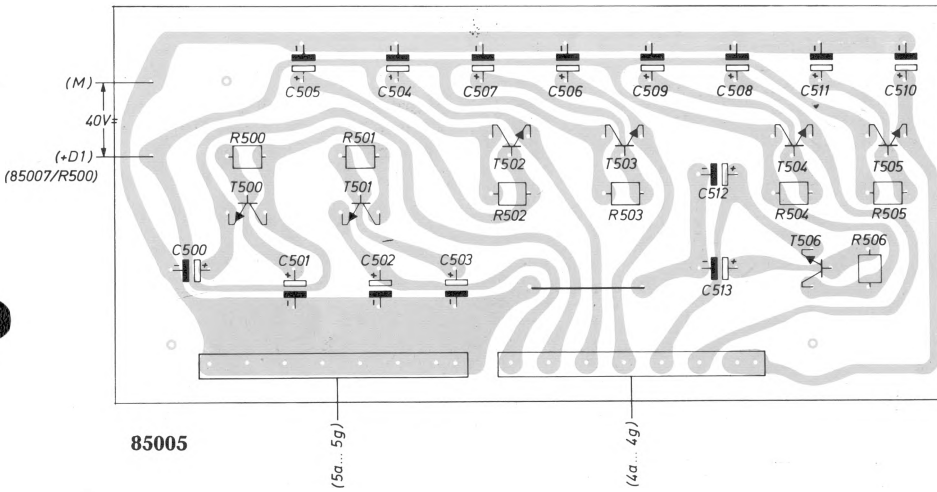 (M)
40V=
(+D1)
(85007/R500)
C505
C504
C507
C506
C509
C508
C511
C510
R500
R501
T502
T503
T504
T505
T500
T501
R502
R503
C512
R504
R505
C500
C501
C502
C503
C513
T506
R506
85005
(5a... 5g)
(4a... 4g)